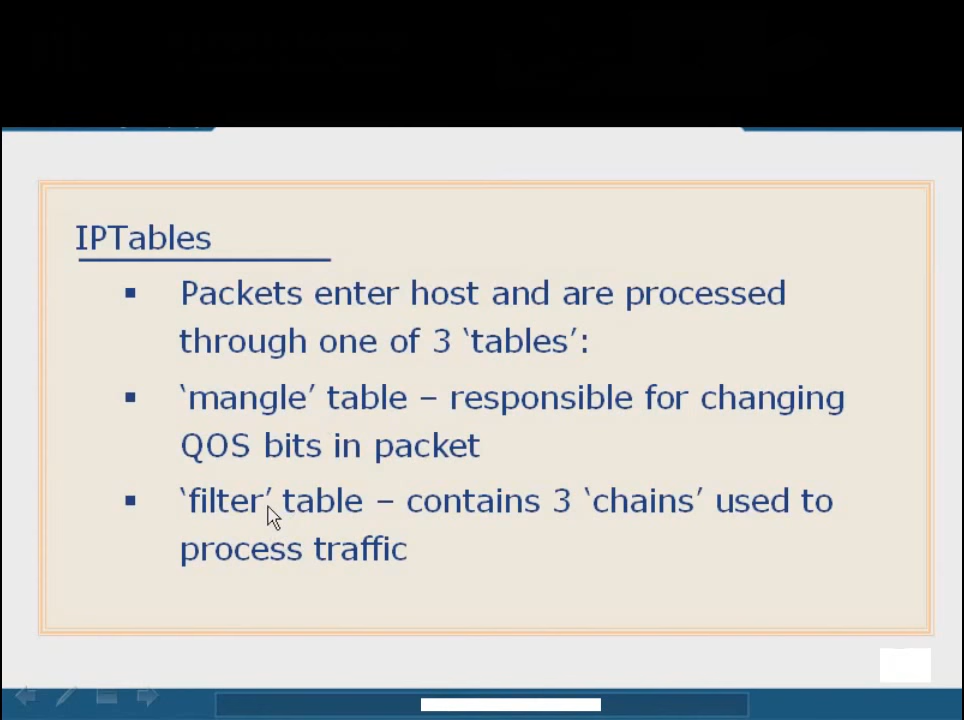 IPTables
▪ Packets enter host and are processed
through one of 3 ‘tables’:
▪ ‘mangle’ table – responsible for changing
QOS bits in packet
▪ ‘filter’ table – contains 3 ‘chains’ used to
process traffic